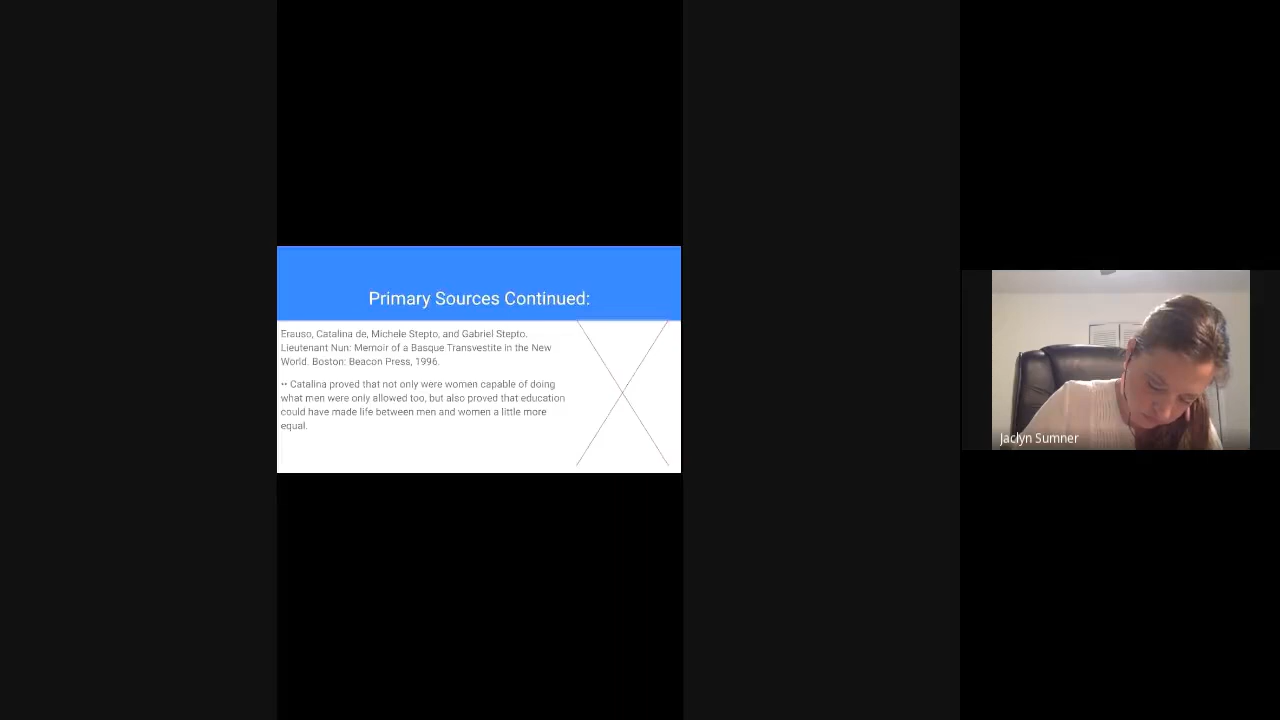 Primary Sources Continued:
Erauso, Catalina de, Michele Stepto, and Gabriel Stepto.
Lieutenant Nun: Memoir of a Basque Transvestite in the New
World. Boston: Beacon Press, 1996.
•• Catalina proved that not only were women capable of doing
what men were only allowed too, but also proved that education
could have made life between men and women a little more
equal.
Jaclyn Sumner